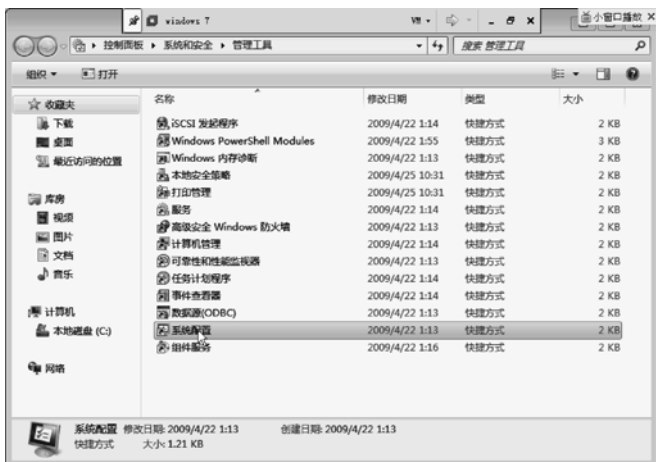 windows 7 VM
小窗口播放 ×
控制面板 ▸ 系统和安全 ▸ 管理工具 搜索 管理工具
组织 打开
收藏夹
下载
桌面
最近访问的位置
库房
视频
图片
文档
音乐
计算机
本地磁盘 (C:)
网络
名称 修改日期 类型 大小
iSCSI 发起程序 2009/4/22 1:14 快捷方式 2 KB
Windows PowerShell Modules 2009/4/22 1:55 快捷方式 3 KB
Windows 内存诊断 2009/4/22 1:13 快捷方式 2 KB
本地安全策略 2009/4/25 10:31 快捷方式 2 KB
打印管理 2009/4/25 10:31 快捷方式 2 KB
服务 2009/4/22 1:14 快捷方式 2 KB
高级安全 Windows 防火墙 2009/4/22 1:13 快捷方式 2 KB
计算机管理 2009/4/22 1:14 快捷方式 2 KB
可靠性和性能监视器 2009/4/22 1:13 快捷方式 2 KB
任务计划程序 2009/4/22 1:14 快捷方式 2 KB
事件查看器 2009/4/22 1:14 快捷方式 2 KB
数据源(ODBC) 2009/4/22 1:13 快捷方式 2 KB
系统配置 2009/4/22 1:13 快捷方式 2 KB
组件服务 2009/4/22 1:16 快捷方式 2 KB
系统配置 修改日期: 2009/4/22 1:13 创建日期: 2009/4/22 1:13
快捷方式 大小: 1.21 KB